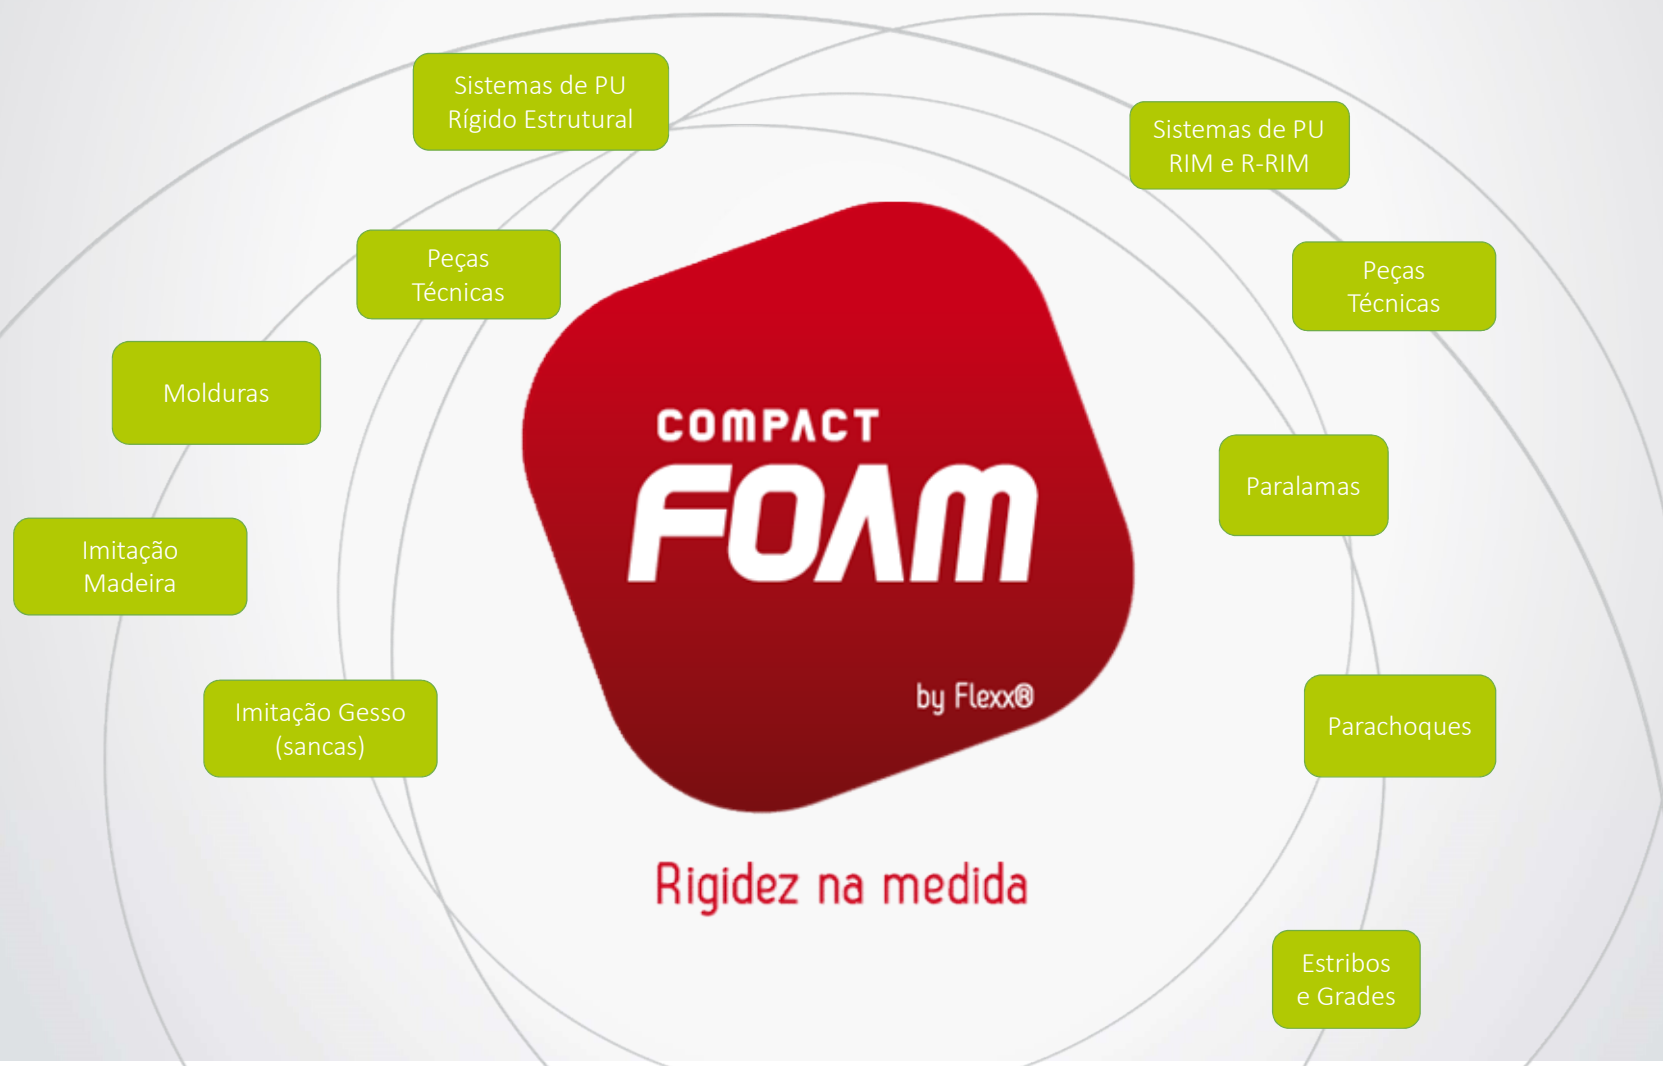 Sistemas de PU
Rígido Estrutural
Sistemas de PU
RIM e R-RIM
Peças
Técnicas
Peças
Técnicas
Molduras
COMPACT
FOAM
by Flexx®
Paralamas
Imitação
Madeira
Imitação Gesso
(sancas)
Parachoques
Rigidez na medida
Estribos
e Grades